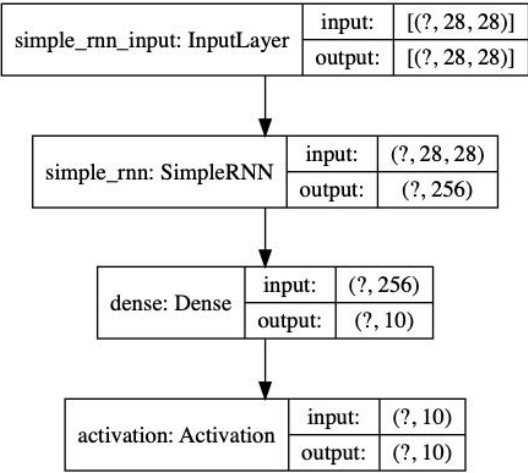 simple_rnn_input: InputLayer
input: [(?, 28, 28)]
output: [(?, 28, 28)]
simple_rnn: SimpleRNN
input: (?, 28, 28)
output: (?, 256)
dense: Dense
input: (?, 256)
output: (?, 10)
activation: Activation
input: (?, 10)
output: (?, 10)